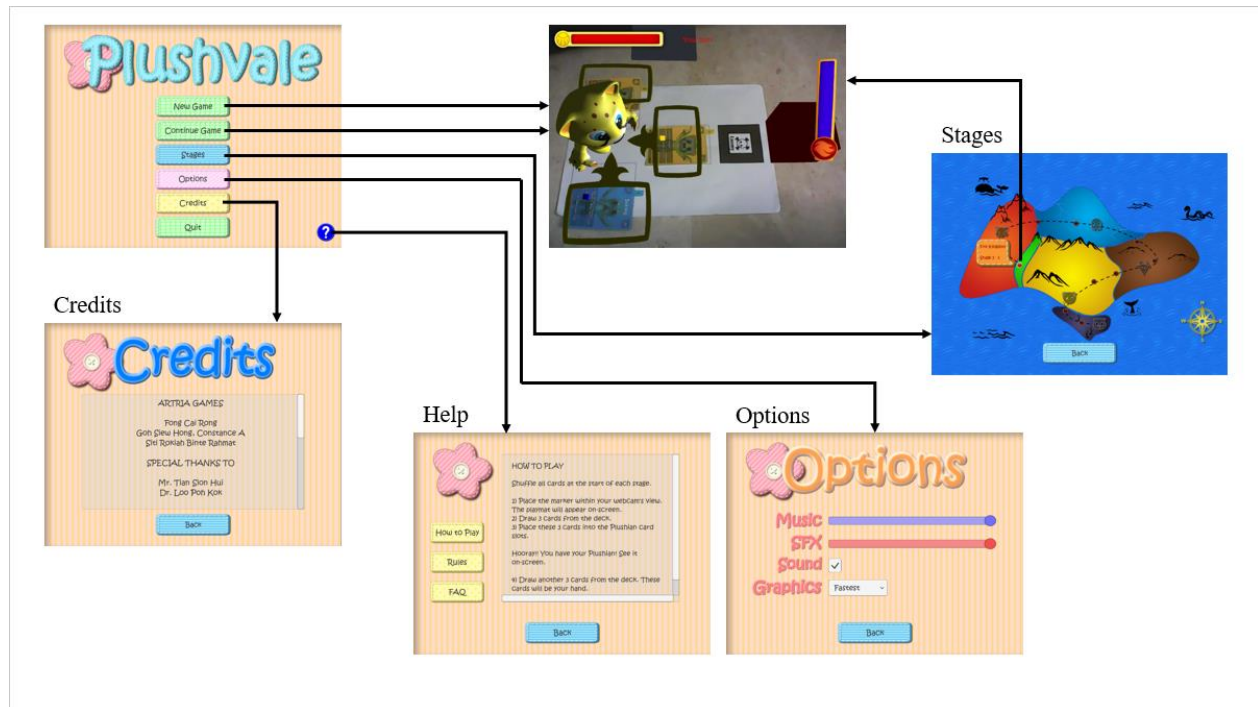 Plushvale
New Game
Continue Game
Stages
Options
Credits
Quit
?
Stages
Back
Credits
Credits
ARTRIA GAMES
Fong Cai Rong
Goh Siew Hong, Constance A
Siti Rokiah Binte Rahmat
SPECIAL THANKS TO
Mr. Tian Sion Hui
Dr. Loo Poh Kok
Back
Help
HOW TO PLAY
Shuffle all cards at the start of each stage.
1) Place the marker within your webcam's view.
The playmat will appear on-screen.
2) Draw 3 cards from the deck.
3) Place these 3 cards into the Plushian card
slots.
Hooray! You have your Plushian! See it
on-screen.
4) Draw another 3 cards from the deck. These
cards will be your hand.
How to Play
Rules
FAQ
Back
Options
Options
Music
SFX
Sound
Graphics
Fastest
Back